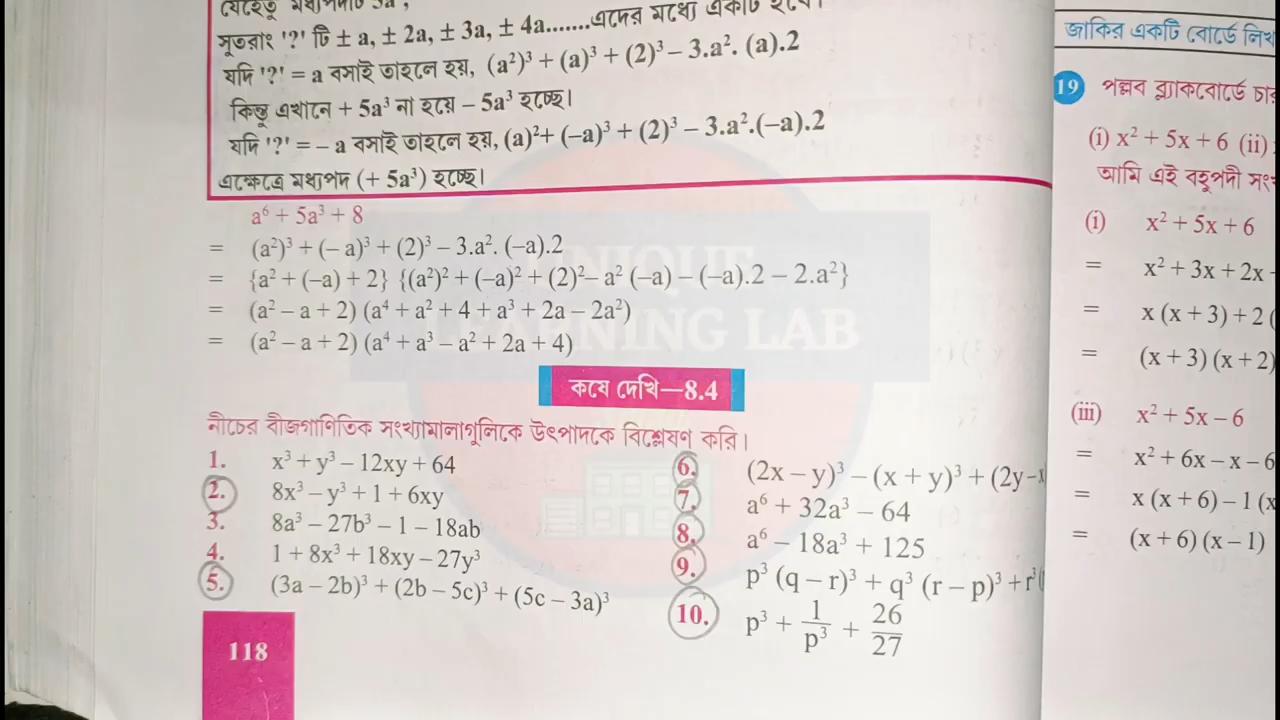 যেহেতু মধ্যপদটি 5a³,
সুতরাং '?' টি ± a, ± 2a, ± 3a, ± 4a.......এদের মধ্যে একটি হবে।
যদি '?' = a বসাই তাহলে হয়, (a²)³ + (a)³ + (2)³ – 3.a². (a).2
কিন্তু এখানে + 5a³ না হয়ে – 5a³ হচ্ছে।
যদি '?' = – a বসাই তাহলে হয়, (a)²+ (–a)³ + (2)³ – 3.a².(–a).2
এক্ষেত্রে মধ্যপদ (+ 5a³) হচ্ছে।
a⁶ + 5a³ + 8
= (a²)³ + (– a)³ + (2)³ – 3.a². (–a).2
= {a² + (–a) + 2} {(a²)² + (–a)² + (2)²– a² (–a) – (–a).2 – 2.a²}
= (a² – a + 2) (a⁴ + a² + 4 + a³ + 2a – 2a²)
= (a² – a + 2) (a⁴ + a³ – a² + 2a + 4)
কষে দেখি—8.4
নীচের বীজগাণিতিক সংখ্যামালাগুলিকে উৎপাদকে বিশ্লেষণ করি।
1. x³ + y³ – 12xy + 64
2. 8x³ – y³ + 1 + 6xy
3. 8a³ – 27b³ – 1 – 18ab
4. 1 + 8x³ + 18xy – 27y³
5. (3a – 2b)³ + (2b – 5c)³ + (5c – 3a)³
6. (2x – y)³ – (x + y)³ + (2y –x
7. a⁶ + 32a³ – 64
8. a⁶ – 18a³ + 125
9. p³ (q – r)³ + q³ (r – p)³ + r³(
10. p³ + 1/p³ + 26/27
118
জাকির একটি বোর্ডে
19 পল্লব ব্ল্যাকবোর্ডে
(i) x² + 5x + 6 (ii)
আমি এই বহুপদী
(i) x² + 5x + 6
= x² + 3x + 2x
= x (x + 3) + 2 (
= (x + 3) (x + 2)
(iii) x² + 5x – 6
= x² + 6x – x – 6
= x (x + 6) – 1 (x
= (x + 6) (x – 1)
UNIQUE
LEARNING LAB